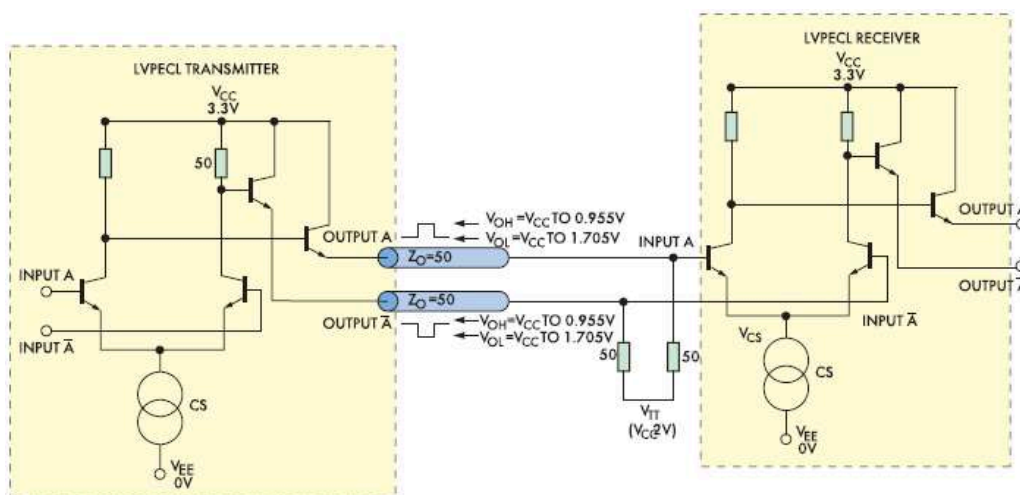 LVPECL TRANSMITTER
VCC
3.3V
50
INPUT A
INPUT A̅
CS
VEE
0V
OUTPUT A
OUTPUT A̅
VOH=VCC TO 0.955V
VOL=VCC TO 1.705V
ZO=50
ZO=50
VOH=VCC TO 0.955V
VOL=VCC TO 1.705V
INPUT A
50
50
VTT
(VCC2V)
LVPECL RECEIVER
VCC
3.3V
OUTPUT A
OUTPUT
INPUT A̅
VCS
CS
VEE
0V